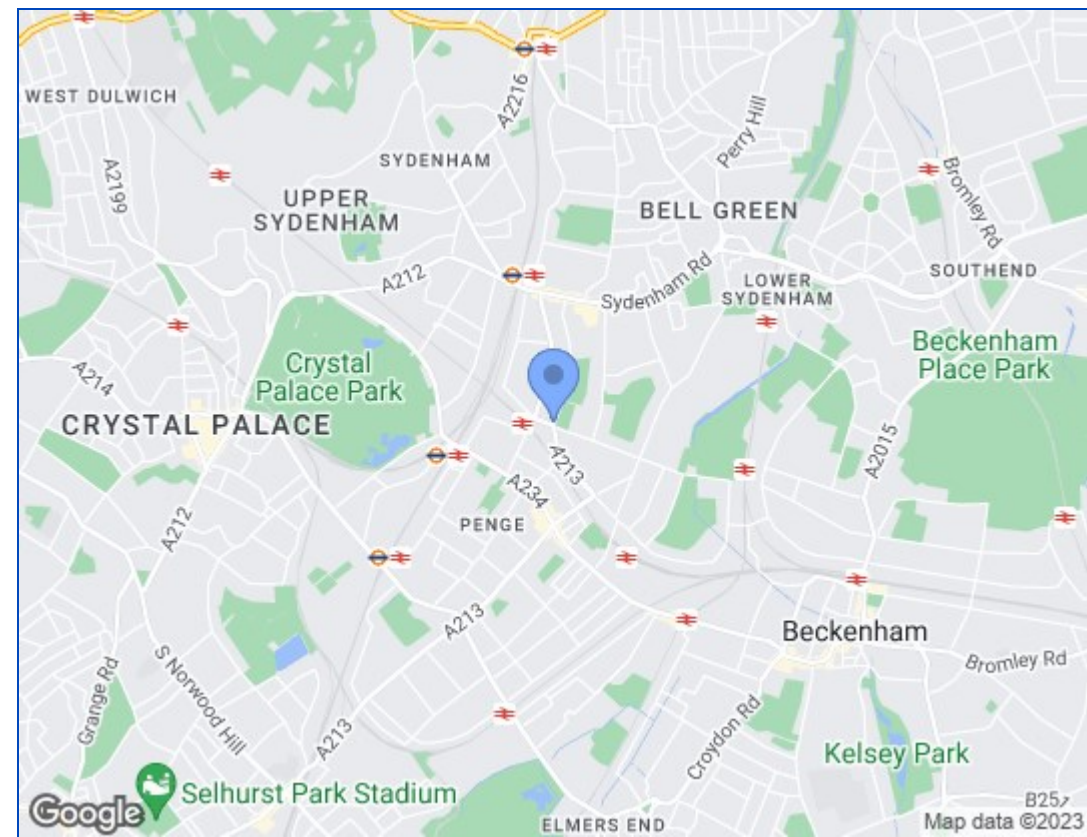 WEST DULWICH
A2216
Perry Hill
SYDENHAM
A2199
Bromley Rd
UPPER
SYDENHAM
BELL GREEN
A212
Sydenham Rd
LOWER
SYDENHAM
SOUTHEND
A214
Crystal
Palace Park
Beckenham
Place Park
CRYSTAL PALACE
A213
A2015
A234
A212
PENGE
A213
Beckenham
Bromley Rd
Grange Rd
S Norwood Hill
A213
Croydon Rd
Kelsey Park
Selhurst Park Stadium
Google
ELMERS END
B25
Map data ©2023